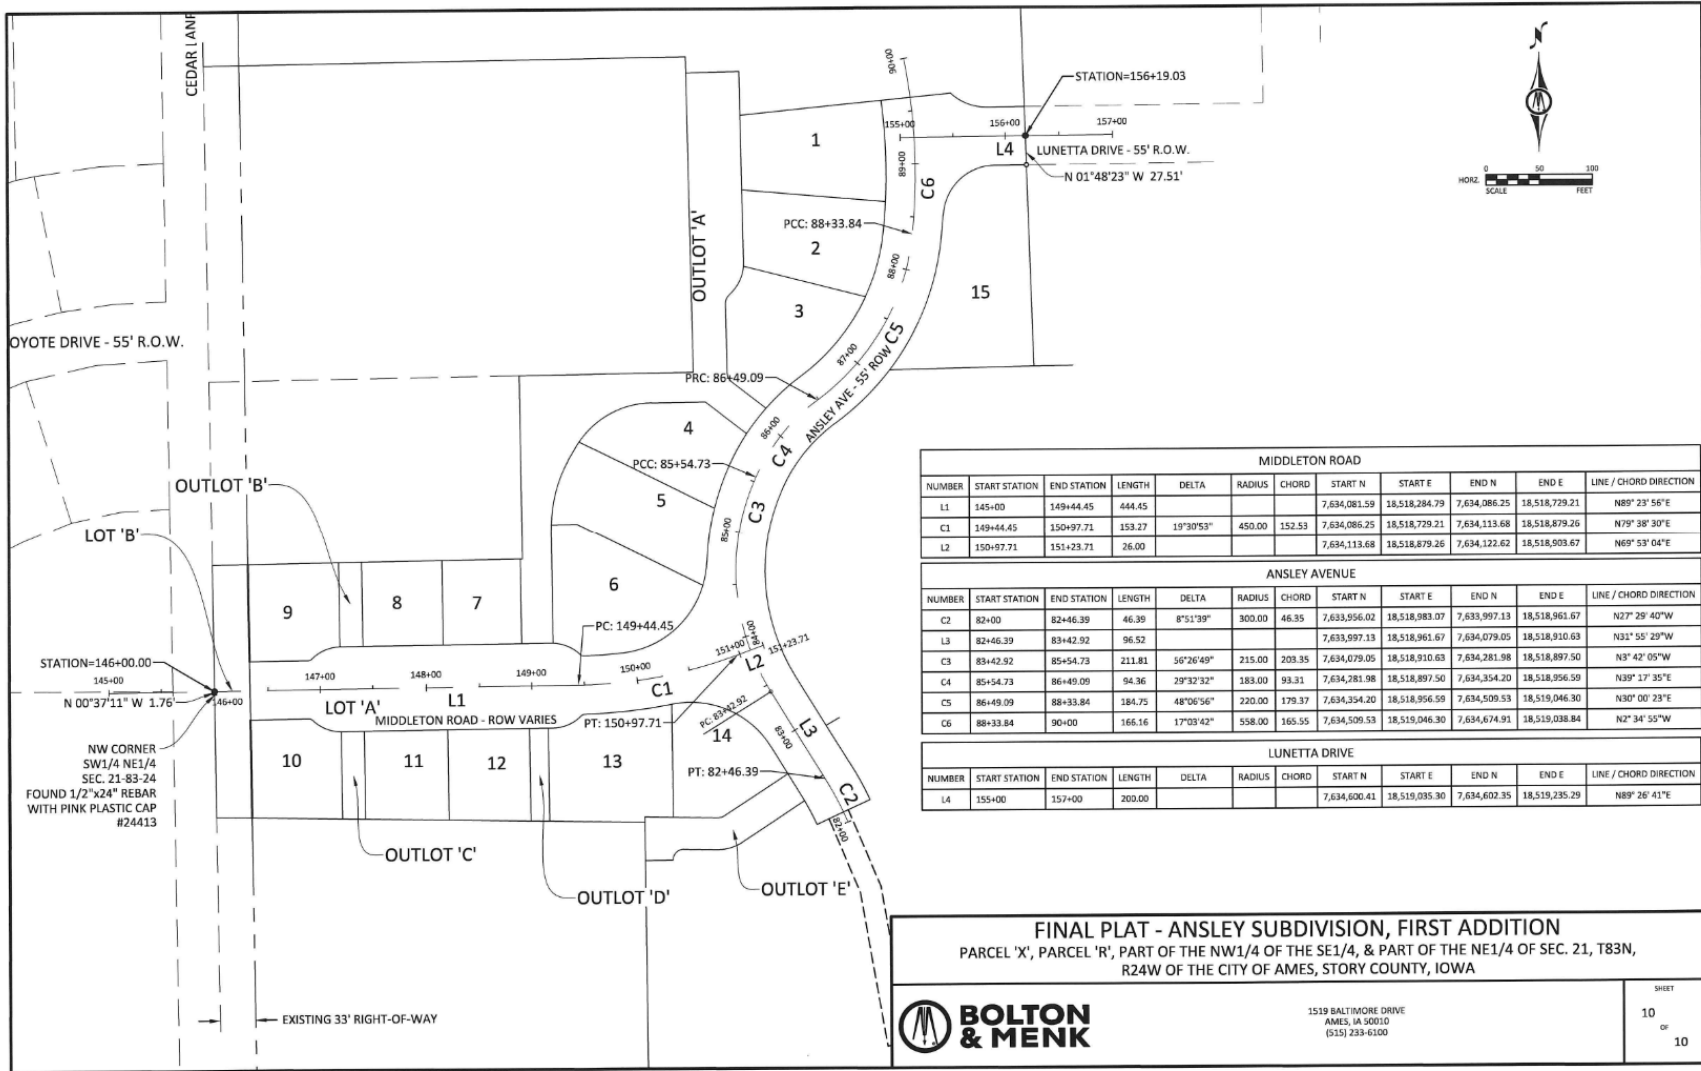 CEDAR LANE
OYOTE DRIVE - 55' R.O.W.
OUTLOT 'A'
1
2
3
15
90+00
89+00
88+00
87+00
86+00
85+00
84+00
83+00
82+00
155+00
156+00
157+00
STATION=156+19.03
L4
LUNETTA DRIVE - 55' R.O.W.
N 01°48'23" W 27.51'
C6
PCC: 88+33.84
C5
ANSLEY AVE - 55' ROW
PRC: 86+49.09
C4
PCC: 85+54.73
C3
4
5
6
OUTLOT 'B'
LOT 'B'
9
8
7
PC: 149+44.45
STATION=146+00.00
145+00
146+00
147+00
148+00
149+00
150+00
151+00
151+23.71
N 00°37'11" W 1.76'
L1
C1
L2
LOT 'A'
MIDDLETON ROAD - ROW VARIES
PT: 150+97.71
PC: 83+42.92
NW CORNER
SW1/4 NE1/4
SEC. 21-83-24
FOUND 1/2"x24" REBAR
WITH PINK PLASTIC CAP
#24413
10
11
12
13
14
L3
PT: 82+46.39
C2
OUTLOT 'C'
OUTLOT 'D'
OUTLOT 'E'
EXISTING 33' RIGHT-OF-WAY
N
0 50 100
HORZ.
SCALE FEET
MIDDLETON ROAD
NUMBER START STATION END STATION LENGTH DELTA RADIUS CHORD START N START E END N END E LINE / CHORD DIRECTION
L1 145+00 149+44.45 444.45 7,634,081.59 18,518,284.79 7,634,086.25 18,518,729.21 N89° 23' 56"E
C1 149+44.45 150+97.71 153.27 19°30'53" 450.00 152.53 7,634,086.25 18,518,729.21 7,634,113.68 18,518,879.26 N79° 38' 30"E
L2 150+97.71 151+23.71 26.00 7,634,113.68 18,518,879.26 7,634,122.62 18,518,903.67 N69° 53' 04"E
ANSLEY AVENUE
NUMBER START STATION END STATION LENGTH DELTA RADIUS CHORD START N START E END N END E LINE / CHORD DIRECTION
C2 82+00 82+46.39 46.39 8°51'39" 300.00 46.35 7,633,956.02 18,518,983.07 7,633,997.13 18,518,961.67 N27° 29' 40"W
L3 82+46.39 83+42.92 96.52 7,633,997.13 18,518,961.67 7,634,079.05 18,518,910.63 N31° 55' 29"W
C3 83+42.92 85+54.73 211.81 56°26'49" 215.00 203.35 7,634,079.05 18,518,910.63 7,634,281.98 18,518,897.50 N3° 42' 05"W
C4 85+54.73 86+49.09 94.36 29°32'32" 183.00 93.31 7,634,281.98 18,518,897.50 7,634,354.20 18,518,956.59 N39° 17' 35"E
C5 86+49.09 88+33.84 184.75 48°06'56" 220.00 179.37 7,634,354.20 18,518,956.59 7,634,509.53 18,519,046.30 N30° 00' 23"E
C6 88+33.84 90+00 166.16 17°03'42" 558.00 165.55 7,634,509.53 18,519,046.30 7,634,674.91 18,519,038.84 N2° 34' 55"W
LUNETTA DRIVE
NUMBER START STATION END STATION LENGTH DELTA RADIUS CHORD START N START E END N END E LINE / CHORD DIRECTION
L4 155+00 157+00 200.00 7,634,600.41 18,519,035.30 7,634,602.35 18,519,235.29 N89° 26' 41"E
FINAL PLAT - ANSLEY SUBDIVISION, FIRST ADDITION
PARCEL 'X', PARCEL 'R', PART OF THE NW1/4 OF THE SE1/4, & PART OF THE NE1/4 OF SEC. 21, T83N,
R24W OF THE CITY OF AMES, STORY COUNTY, IOWA
BOLTON
& MENK
1519 BALTIMORE DRIVE
AMES, IA 50010
(515) 233-6100
SHEET
10
OF
10